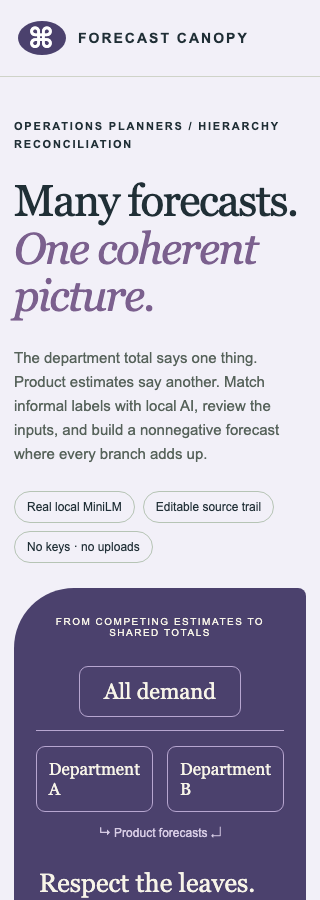 ⌘ FORECAST CANOPY
OPERATIONS PLANNERS / HIERARCHY
RECONCILIATION
Many forecasts.
One coherent
picture.
The department total says one thing.
Product estimates say another. Match
informal labels with local AI, review the
inputs, and build a nonnegative forecast
where every branch adds up.
Real local MiniLM
Editable source trail
No keys · no uploads
FROM COMPETING ESTIMATES TO
SHARED TOTALS
All demand
Department
A
Department
B
↳ Product forecasts ↲
Respect the leaves.